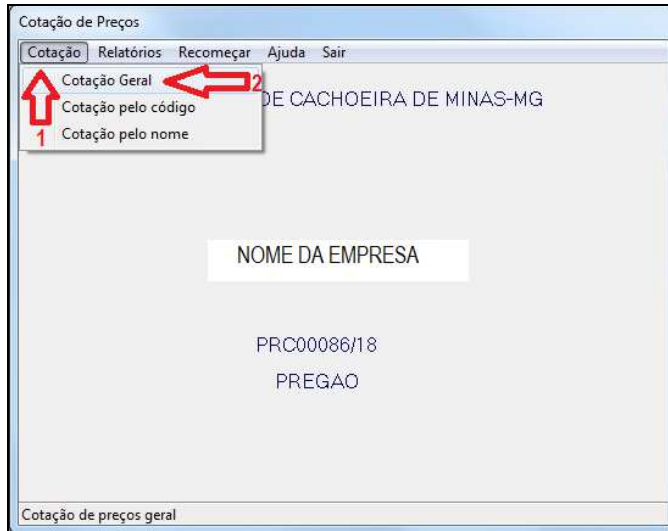 Cotação de Preços
Cotação Relatórios Recomeçar Ajuda Sair
Cotação Geral 2
DE CACHOEIRA DE MINAS-MG
Cotação pelo código
1 Cotação pelo nome
NOME DA EMPRESA
PRC00086/18
PREGAO
Cotação de preços geral